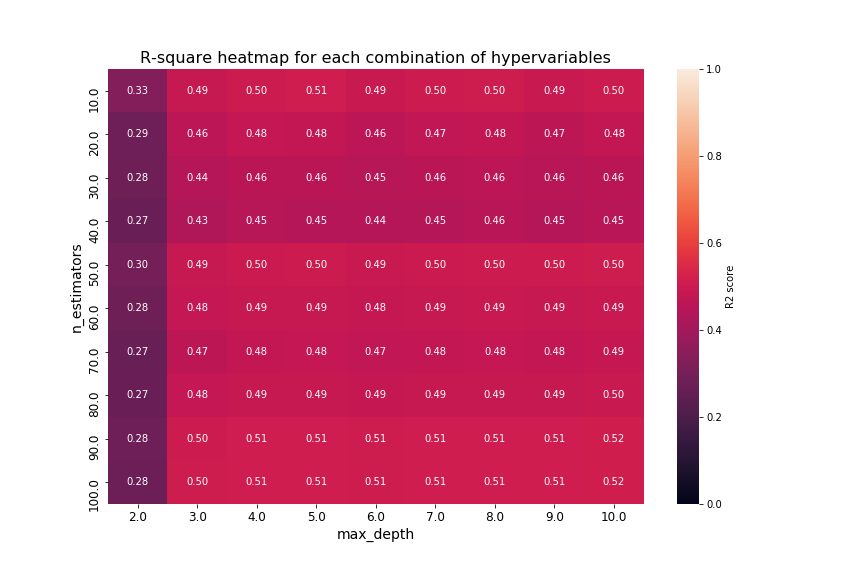 R-square heatmap for each combination of hypervariables
10.0 0.33 0.49 0.50 0.51 0.49 0.50 0.50 0.49 0.50
20.0 0.29 0.46 0.48 0.48 0.46 0.47 0.48 0.47 0.48
30.0 0.28 0.44 0.46 0.46 0.45 0.46 0.46 0.46 0.46
40.0 0.27 0.43 0.45 0.45 0.44 0.45 0.46 0.45 0.45
50.0 0.30 0.49 0.50 0.50 0.49 0.50 0.50 0.50 0.50
60.0 0.28 0.48 0.49 0.49 0.48 0.49 0.49 0.49 0.49
70.0 0.27 0.47 0.48 0.48 0.47 0.48 0.48 0.48 0.49
80.0 0.27 0.48 0.49 0.49 0.49 0.49 0.49 0.49 0.50
90.0 0.28 0.50 0.51 0.51 0.51 0.51 0.51 0.51 0.52
100.0 0.28 0.50 0.51 0.51 0.51 0.51 0.51 0.51 0.52
n_estimators
2.0 3.0 4.0 5.0 6.0 7.0 8.0 9.0 10.0
max_depth
1.0
0.8
0.6
0.4
0.2
0.0
R2 score